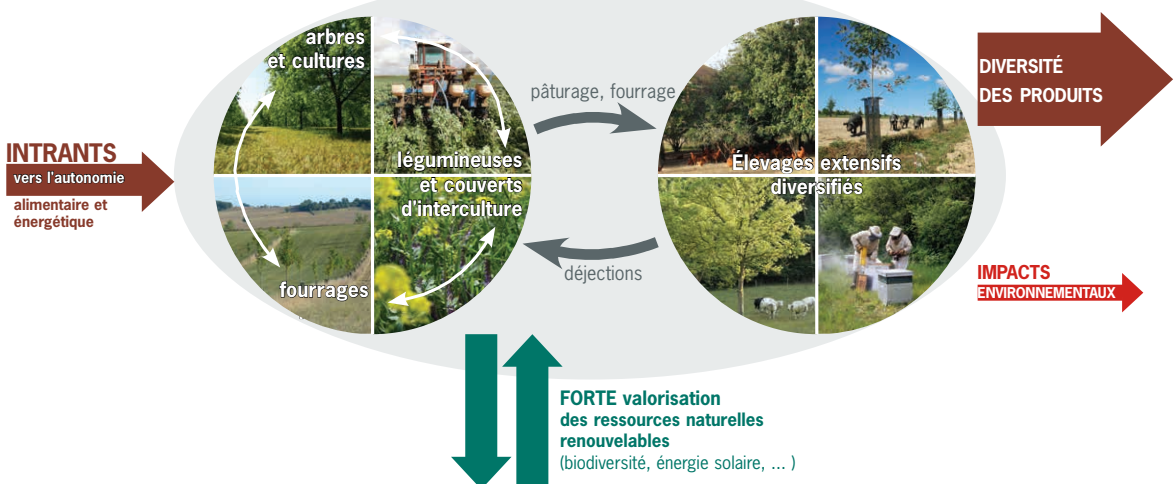 INTRANTS
vers l'autonomie
alimentaire et
énergétique
arbres
et cultures
légumineuses
et couverts
d'interculture
fourrages
pâturage, fourrage
déjections
Élevages extensifs
diversifiés
DIVERSITÉ
DES PRODUITS
IMPACTS
ENVIRONNEMENTAUX
FORTE valorisation
des ressources naturelles
renouvelables
(biodiversité, énergie solaire, ... )